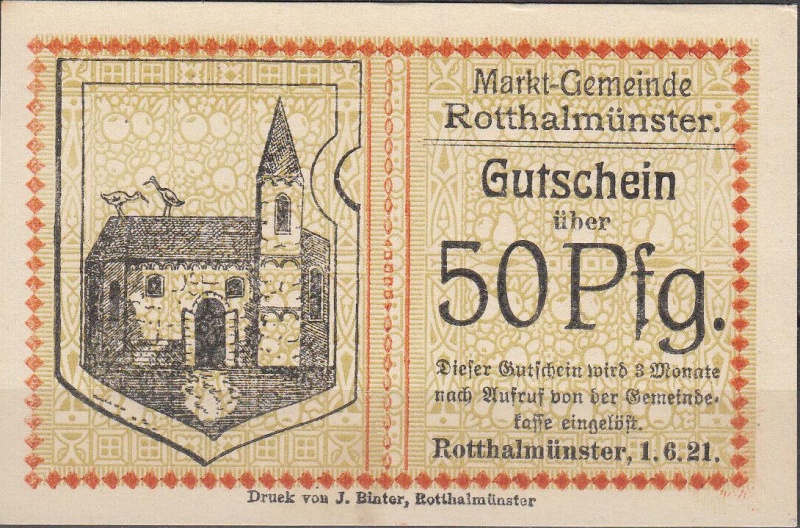 Markt-Gemeinde
Rotthalmünster.
Gutschein
über
50 Pfg.
Dieser Gutschein wird 3 Monate
nach Aufruf von der Gemeinde-
kasse eingelöst.
Rotthalmünster, 1.6.21.
Druck von J. Binter, Rotthalmünster